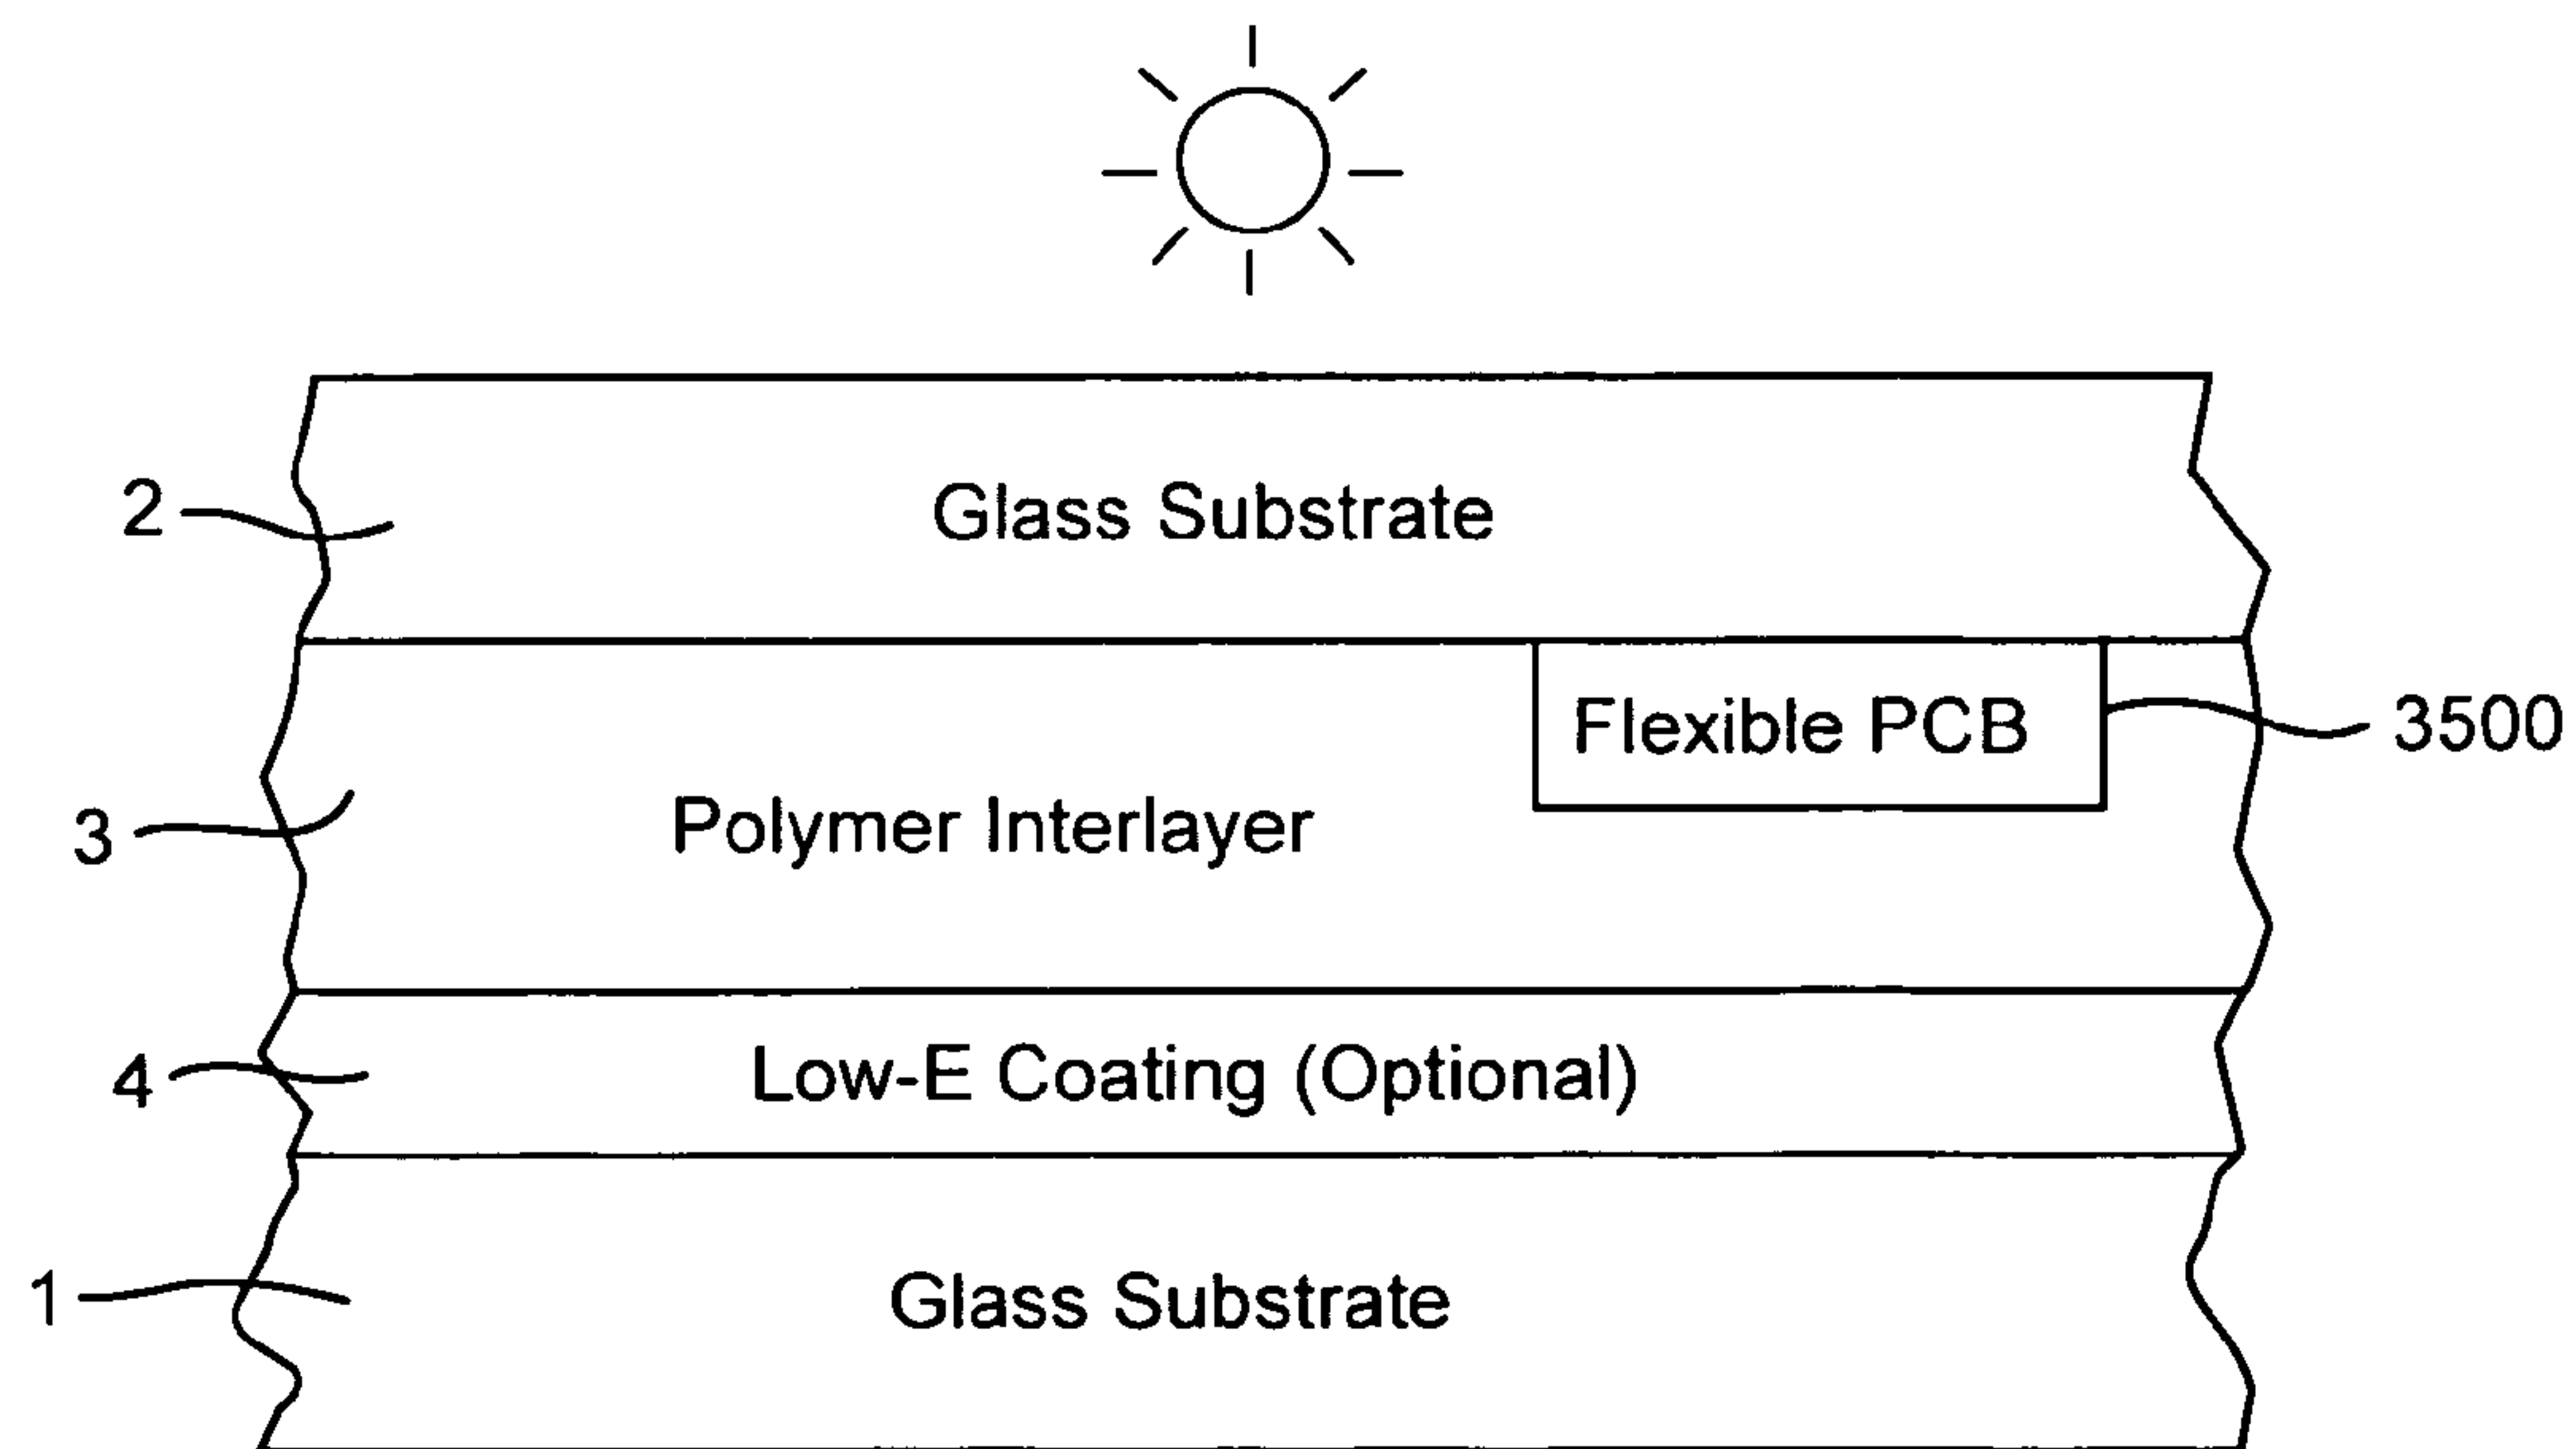 2 Glass Substrate
Flexible PCB 3500
3 Polymer Interlayer
4 Low-E Coating (Optional)
1 Glass Substrate